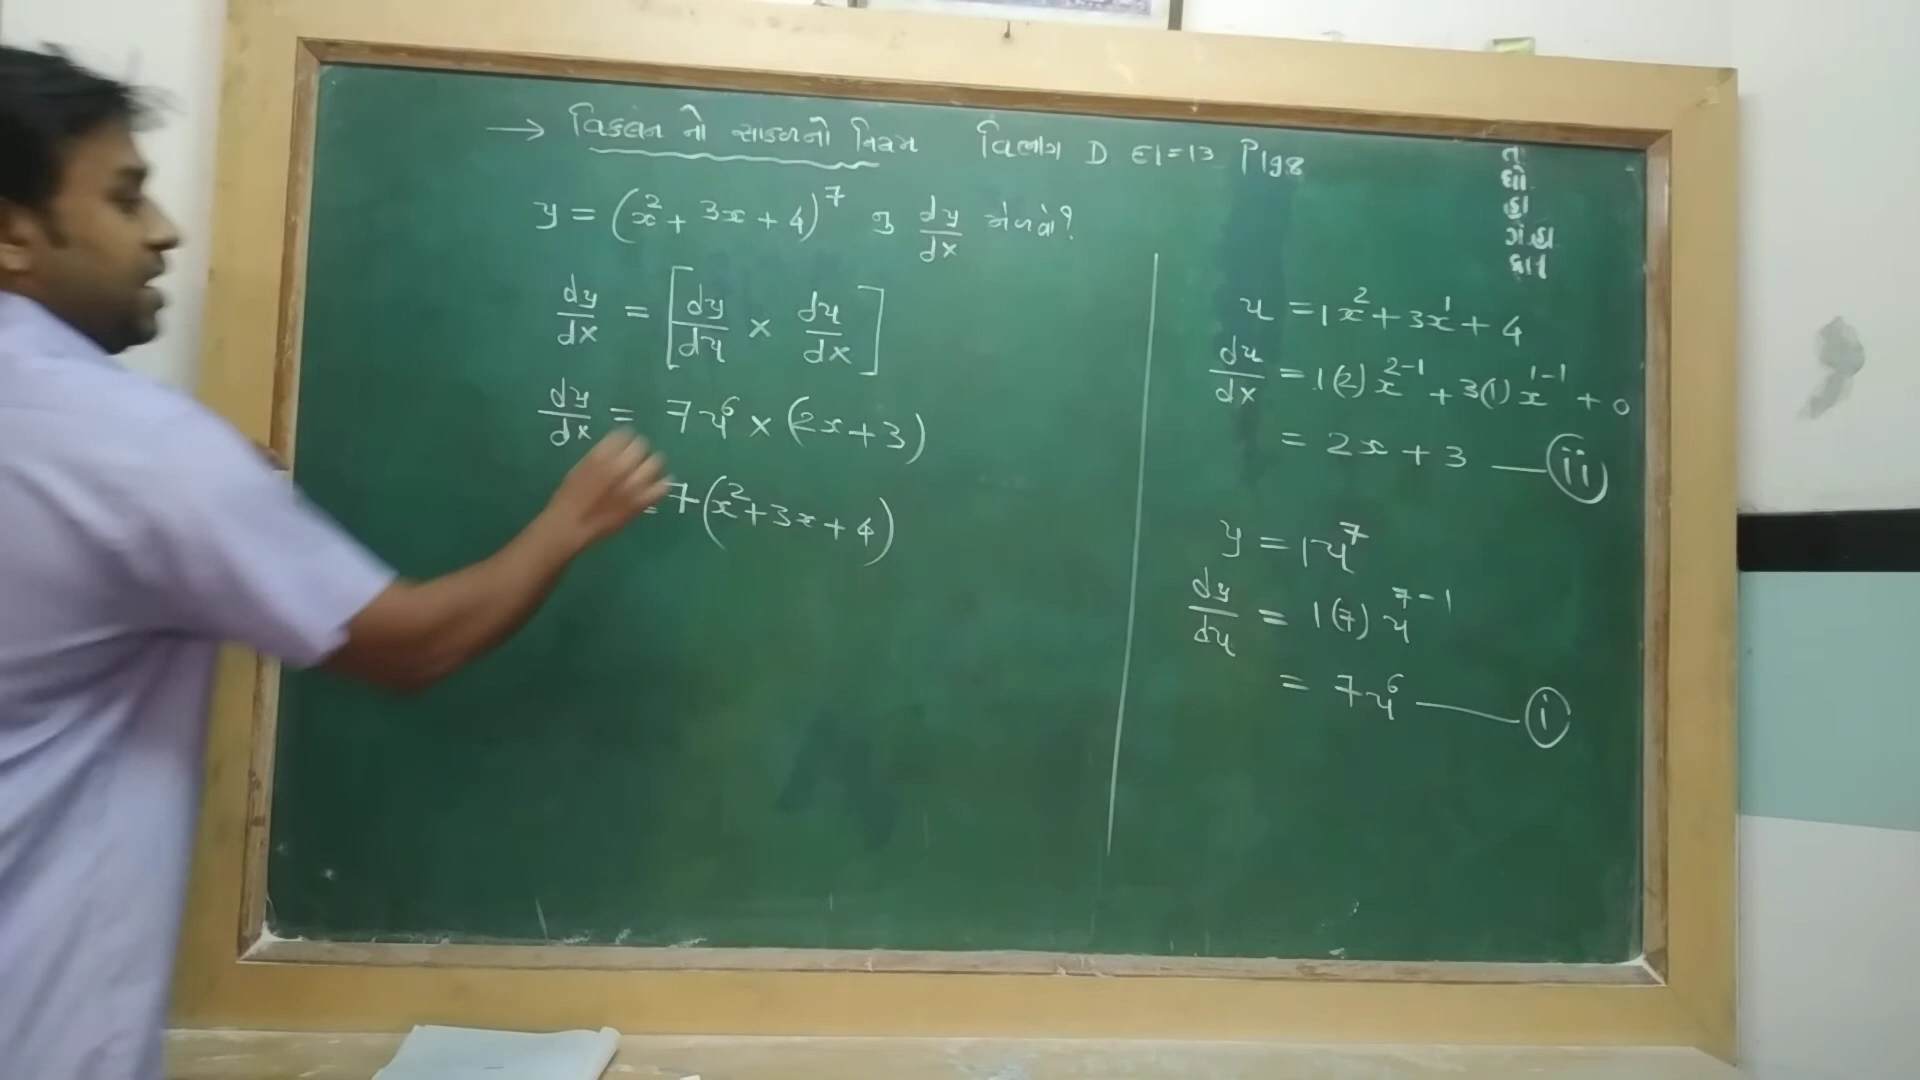 → વિકલન નો સાંકળનો નિયમ વિભાગ D દા=13 P198
y = (x² + 3x + 4)⁷ નુ dy/dx મેળવો?
dy/dx = [dy/du × du/dx]
dy/dx = 7u⁶ × (2x + 3)
= 7(x² + 3x + 4)
u = 1x² + 3x¹ + 4
du/dx = 1(2)x²⁻¹ + 3(1)x¹⁻¹ + 0
= 2x + 3 — (ii)
y = 1u⁷
dy/du = 1(7)u⁷⁻¹
= 7u⁶ — (i)